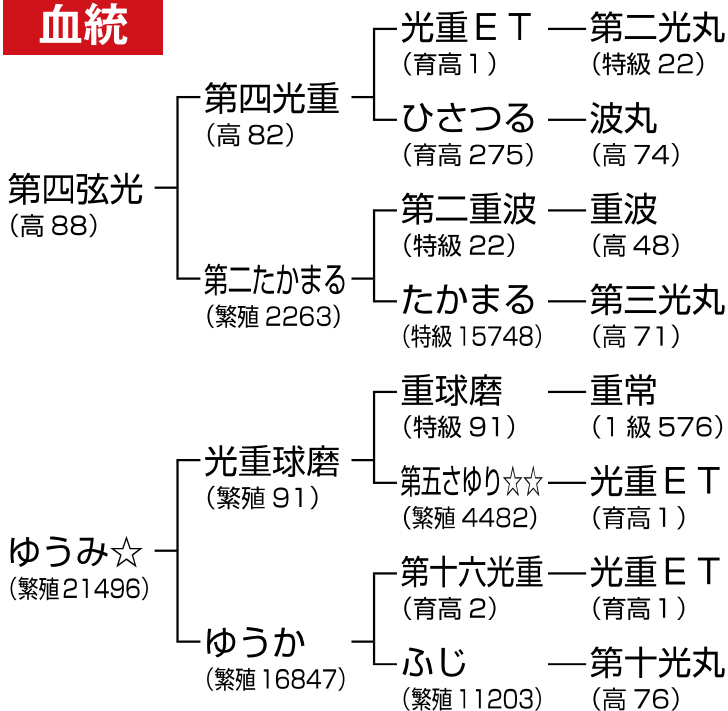 血統
第四弦光
（高 88）
第四光重
（高 82）
光重ＥＴ
（育高 1 ）
第二光丸
（特級 22）
ひさつる
（育高 275）
波丸
（高 74）
第二たかまる
（繁殖 2263）
第二重波
（特級 22）
重波
（高 48）
たかまる
（特級 15748）
第三光丸
（高 71）
ゆうみ☆
（繁殖 21496）
光重球磨
（繁殖 91）
重球磨
（特級 91）
重常
（1 級 576）
第五さゆり☆☆
（繁殖 4482）
光重ＥＴ
（育高 1 ）
ゆうか
（繁殖 16847）
第十六光重
（育高 2）
光重ＥＴ
（育高 1 ）
ふじ
（繁殖 11203）
第十光丸
（高 76）